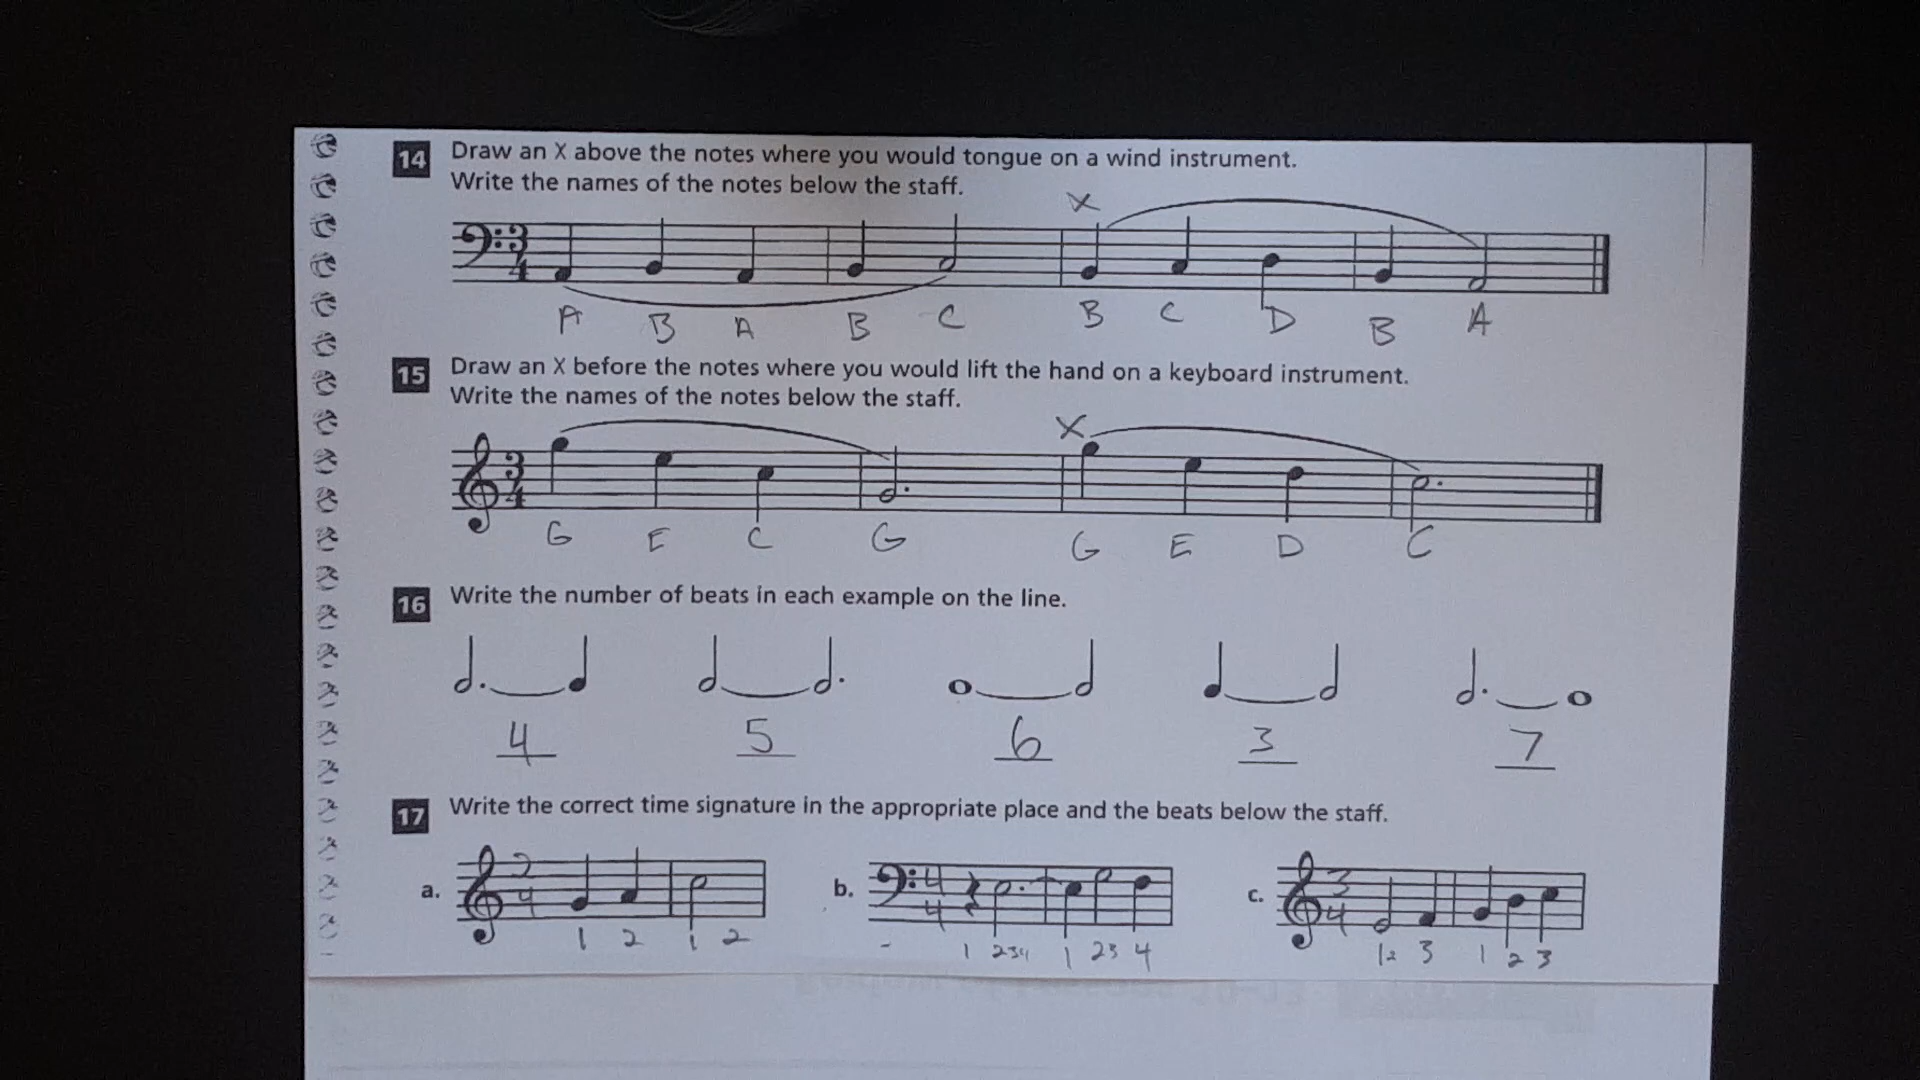 14 Draw an X above the notes where you would tongue on a wind instrument.
Write the names of the notes below the staff.
X
3
4
A B A B C B C D B A
15 Draw an X before the notes where you would lift the hand on a keyboard instrument.
Write the names of the notes below the staff.
X
3
4
G E C G G E D C
16 Write the number of beats in each example on the line.
4 5 6 3 7
17 Write the correct time signature in the appropriate place and the beats below the staff.
a. 2 b. 4 c. 3
4 4 4
1 2 1 2 1 234 1 23 4 12 3 1 2 3